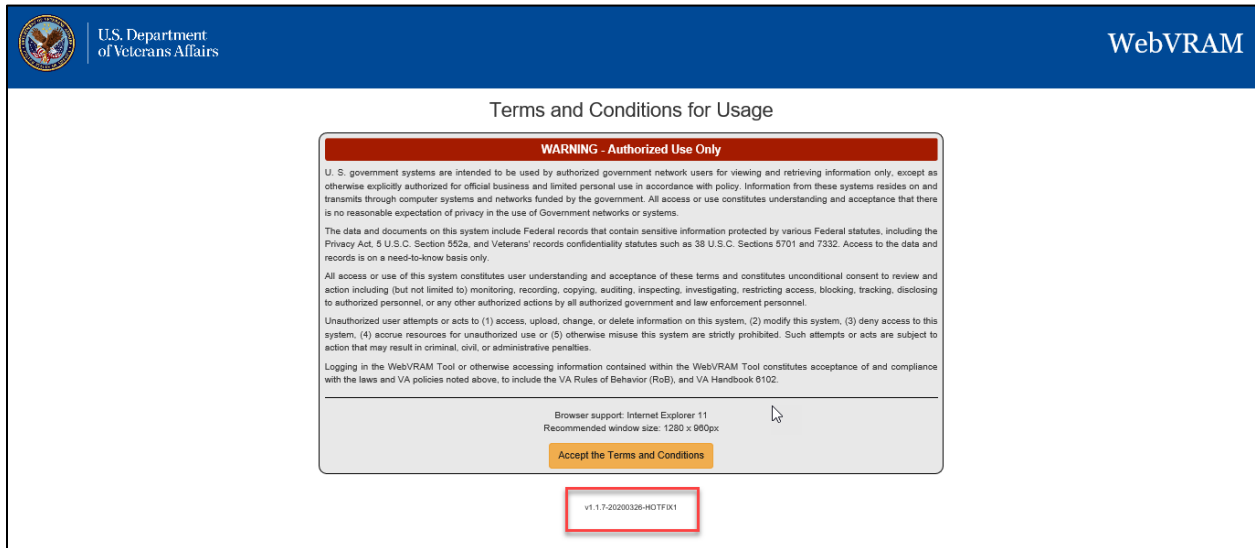 U.S. Department
of Veterans Affairs
WebVRAM
Terms and Conditions for Usage
WARNING - Authorized Use Only
U. S. government systems are intended to be used by authorized government network users for viewing and retrieving information only, except as
otherwise explicitly authorized for official business and limited personal use in accordance with policy. Information from these systems resides on and
transmits through computer systems and networks funded by the government. All access or use constitutes understanding and acceptance that there
is no reasonable expectation of privacy in the use of Government networks or systems.
The data and documents on this system include Federal records that contain sensitive information protected by various Federal statutes, including the
Privacy Act, 5 U.S.C. Section 552a, and Veterans' records confidentiality statutes such as 38 U.S.C. Sections 5701 and 7332. Access to the data and
records is on a need-to-know basis only.
All access or use of this system constitutes user understanding and acceptance of these terms and constitutes unconditional consent to review and
action including (but not limited to) monitoring, recording, copying, auditing, inspecting, investigating, restricting access, blocking, tracking, disclosing
to authorized personnel, or any other authorized actions by all authorized government and law enforcement personnel.
Unauthorized user attempts or acts to (1) access, upload, change, or delete information on this system, (2) modify this system, (3) deny access to this
system, (4) accrue resources for unauthorized use or (5) otherwise misuse this system are strictly prohibited. Such attempts or acts are subject to
action that may result in criminal, civil, or administrative penalties.
Logging in the WebVRAM Tool or otherwise accessing information contained within the WebVRAM Tool constitutes acceptance of and compliance
with the laws and VA policies noted above, to include the VA Rules of Behavior (RoB), and VA Handbook 6102.
Browser support: Internet Explorer 11
Recommended window size: 1280 x 960px
Accept the Terms and Conditions
v1.1.7-20200326-HOTFIX1